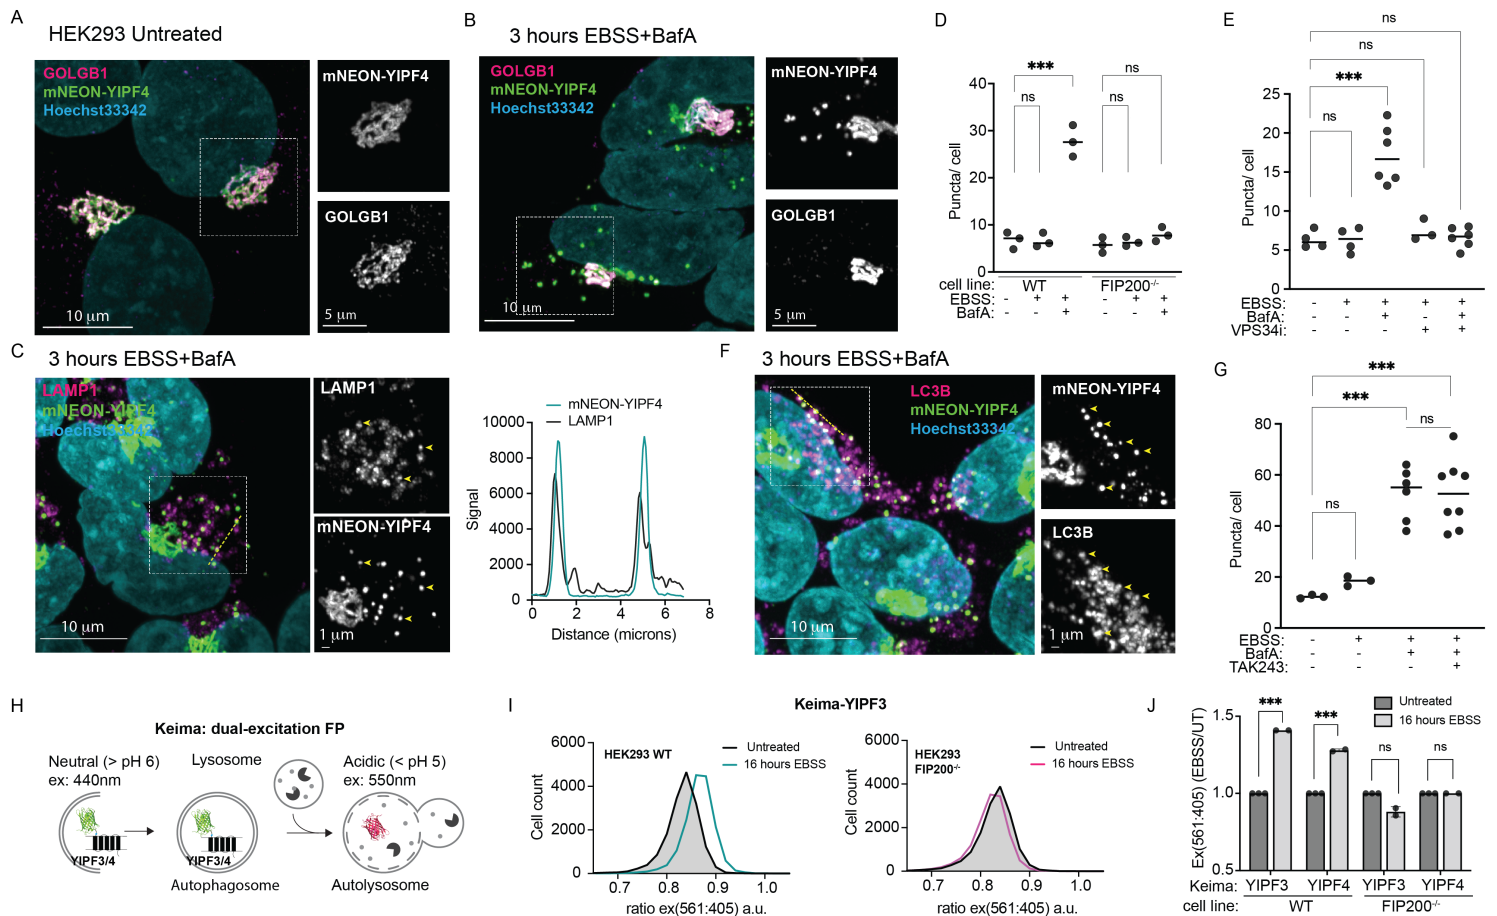 A
HEK293 Untreated
GOLGB1
mNEON-YIPF4
Hoechst33342
10 μm
mNEON-YIPF4
GOLGB1
5 μm
B
3 hours EBSS+BafA
GOLGB1
mNEON-YIPF4
Hoechst33342
10 μm
mNEON-YIPF4
GOLGB1
5 μm
D
Puncta/ cell
40
30
20
10
0
***
ns
ns
ns
cell line: WT FIP200-/-
EBSS: - + + - + +
BafA: - - + - - +
E
Puncta/ cell
25
20
15
10
5
0
ns
ns
***
ns
EBSS: - + + + +
BafA: - - + - +
VPS34i: - - - + +
C
3 hours EBSS+BafA
LAMP1
mNEON-YIPF4
Hoechst33342
10 μm
LAMP1
mNEON-YIPF4
1 μm
mNEON-YIPF4
LAMP1
Signal
10000
8000
6000
4000
2000
0
0 2 4 6 8
Distance (microns)
F
3 hours EBSS+BafA
LC3B
mNEON-YIPF4
Hoechst33342
10 μm
mNEON-YIPF4
LC3B
1 μm
G
Puncta/ cell
80
60
40
20
0
***
***
ns
ns
EBSS: - + + +
BafA: - - + +
TAK243: - - - +
H
Keima: dual-excitation FP
Neutral (> pH 6)
ex: 440nm
Lysosome
Acidic (< pH 5)
ex: 550nm
YIPF3/4
YIPF3/4
Autophagosome
Autolysosome
I
Keima-YIPF3
Cell count
6000
4000
2000
0
HEK293 WT
Untreated
16 hours EBSS
0.7 0.8 0.9 1.0
ratio ex(561:405) a.u.
Cell count
6000
4000
2000
0
HEK293
FIP200-/-
Untreated
16 hours EBSS
0.7 0.8 0.9 1.0
ratio ex(561:405) a.u.
J
Untreated
16 hours EBSS
Ex(561:405) (EBSS/UT)
1.5
1.0
0.5
***
***
ns
ns
Keima: YIPF3 YIPF4 YIPF3 YIPF4
cell line: WT FIP200-/-